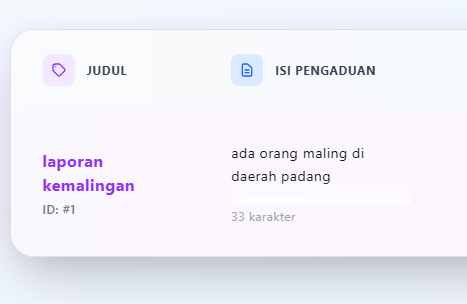 JUDUL
ISI PENGADUAN
laporan
kemalingan
ID: #1
ada orang maling di
daerah padang
33 karakter